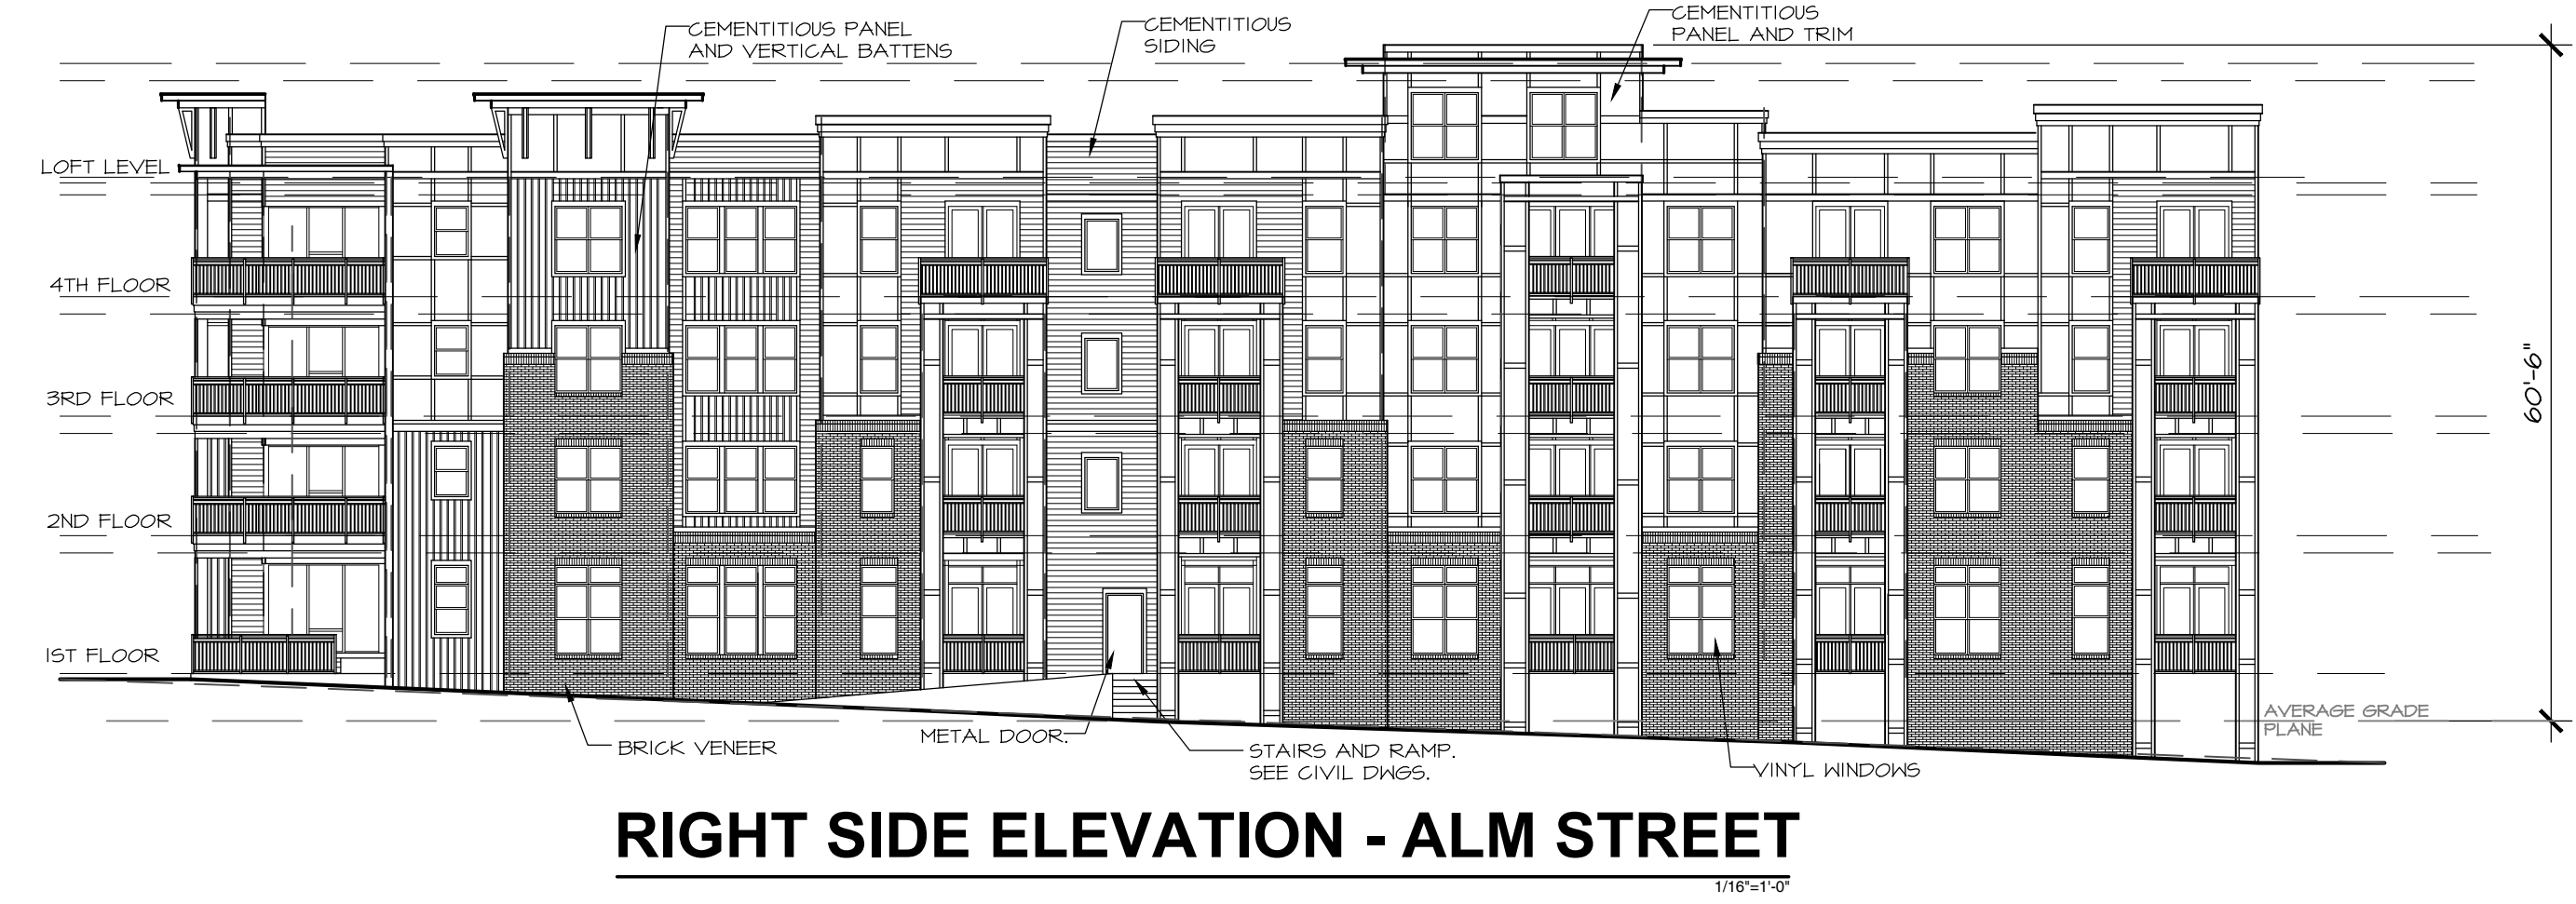 CEMENTITIOUS PANEL
AND VERTICAL BATTENS
CEMENTITIOUS
SIDING
CEMENTITIOUS
PANEL AND TRIM
LOFT LEVEL
4TH FLOOR
3RD FLOOR
2ND FLOOR
1ST FLOOR
60'-6"
AVERAGE GRADE
PLANE
BRICK VENEER
METAL DOOR.
STAIRS AND RAMP.
SEE CIVIL DWGS.
VINYL WINDOWS
RIGHT SIDE ELEVATION - ALM STREET
1/16"=1'-0"